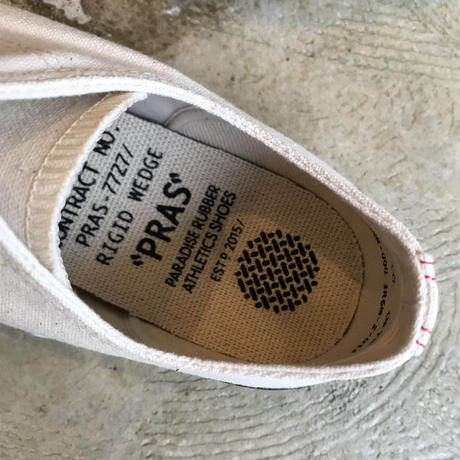 CONTRACT NO.
PRAS-7727/
RIGID WEDGE
"PRAS"
PARADISE RUBBER
ATHLETICS SHOES
EST'D 2015/